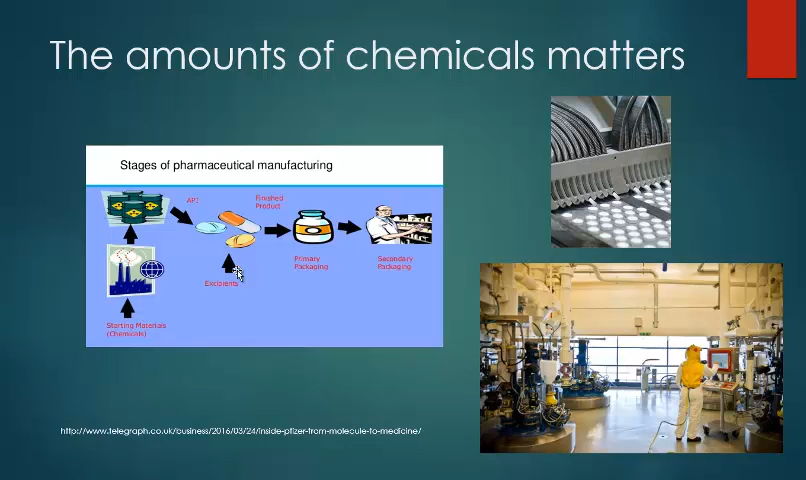 The amounts of chemicals matters
Stages of pharmaceutical manufacturing
API
Finished
Product
Primary
Packaging
Secondary
Packaging
Excipients
Starting Materials
(Chemicals)
http://www.telegraph.co.uk/business/2016/03/24/inside-pfizer-from-molecule-to-medicine/